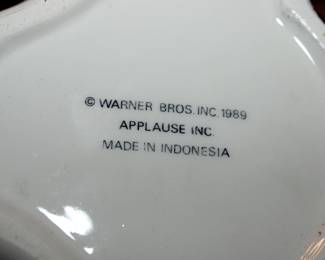 © WARNER BROS. INC. 1989
APPLAUSE INC.
MADE IN INDONESIA